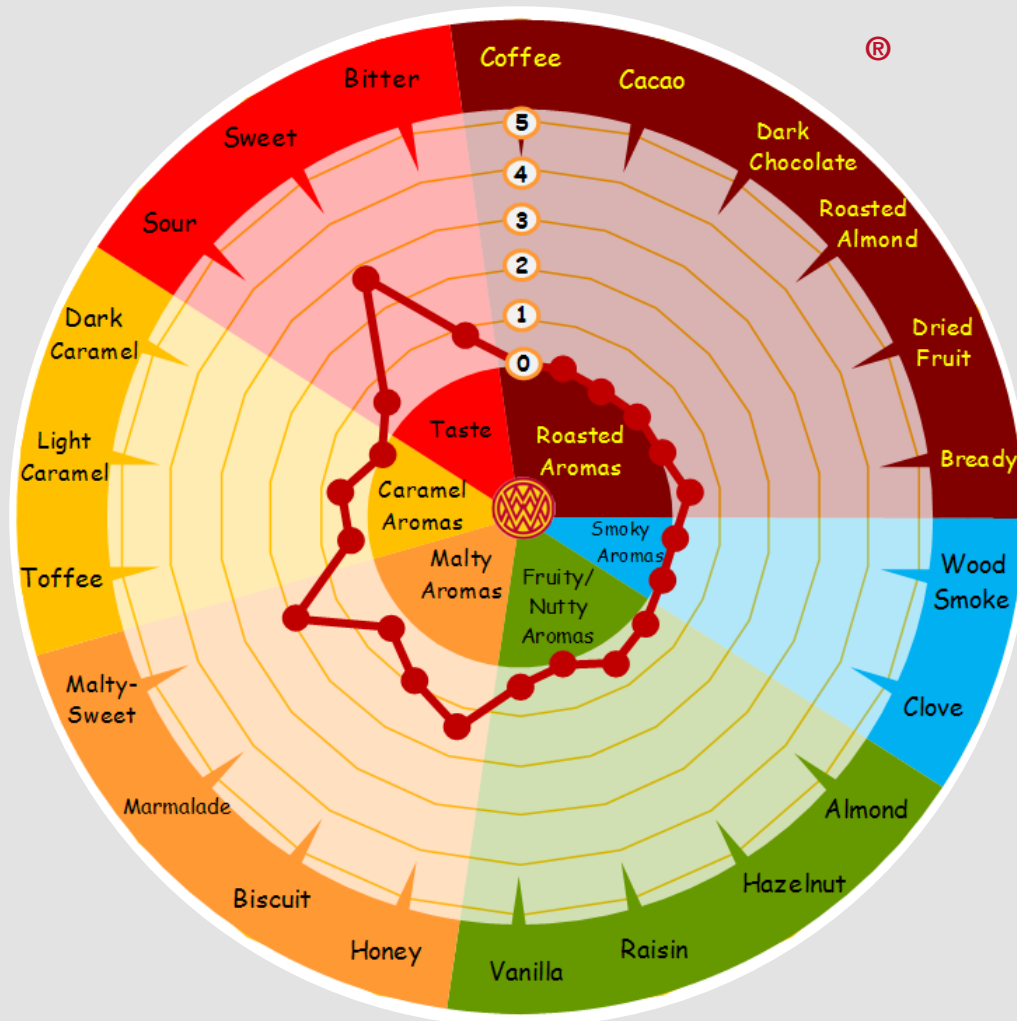 ®
Coffee
Cacao
Dark
Chocolate
Roasted
Almond
Dried
Fruit
Bready
Wood
Smoke
Clove
Almond
Hazelnut
Raisin
Vanilla
Honey
Biscuit
Marmalade
Malty-
Sweet
Toffee
Light
Caramel
Dark
Caramel
Sour
Sweet
Bitter
5
4
3
2
1
0
Taste
Roasted
Aromas
Smoky
Aromas
Fruity/
Nutty
Aromas
Malty
Aromas
Caramel
Aromas